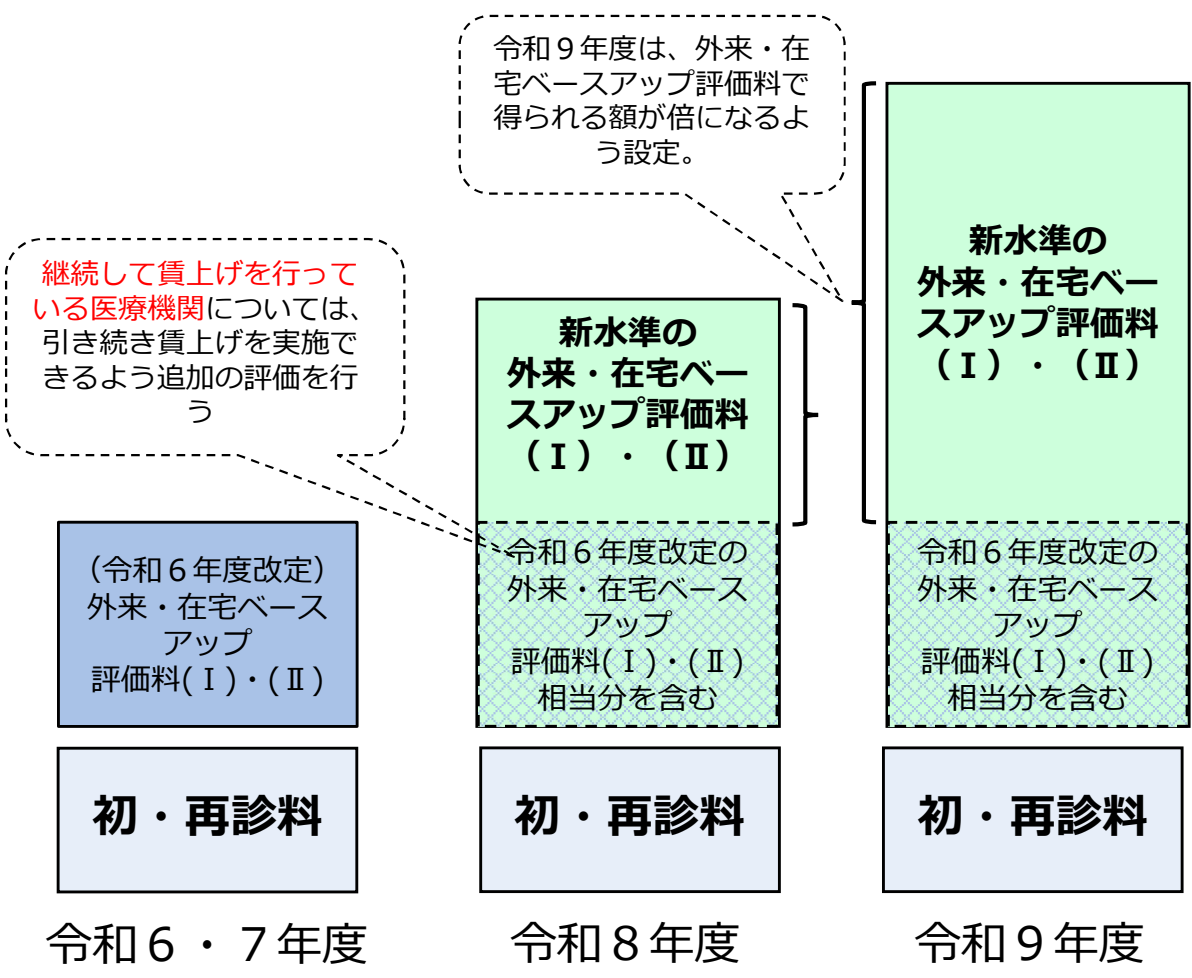 令和９年度は、外来・在
宅ベースアップ評価料で
得られる額が倍になるよ
う設定。
継続して賃上げを行って
いる医療機関については、
引き続き賃上げを実施で
きるよう追加の評価を行
う
新水準の
外来・在宅ベー
スアップ評価料
（Ⅰ）・（Ⅱ）
新水準の
外来・在宅ベー
スアップ評価料
（Ⅰ）・（Ⅱ）
（令和６年度改定）
外来・在宅ベース
アップ
評価料(Ⅰ)・(Ⅱ)
令和６年度改定の
外来・在宅ベース
アップ
評価料(Ⅰ)・(Ⅱ)
相当分を含む
令和６年度改定の
外来・在宅ベース
アップ
評価料(Ⅰ)・(Ⅱ)
相当分を含む
初・再診料
初・再診料
初・再診料
令和６・７年度
令和８年度
令和９年度